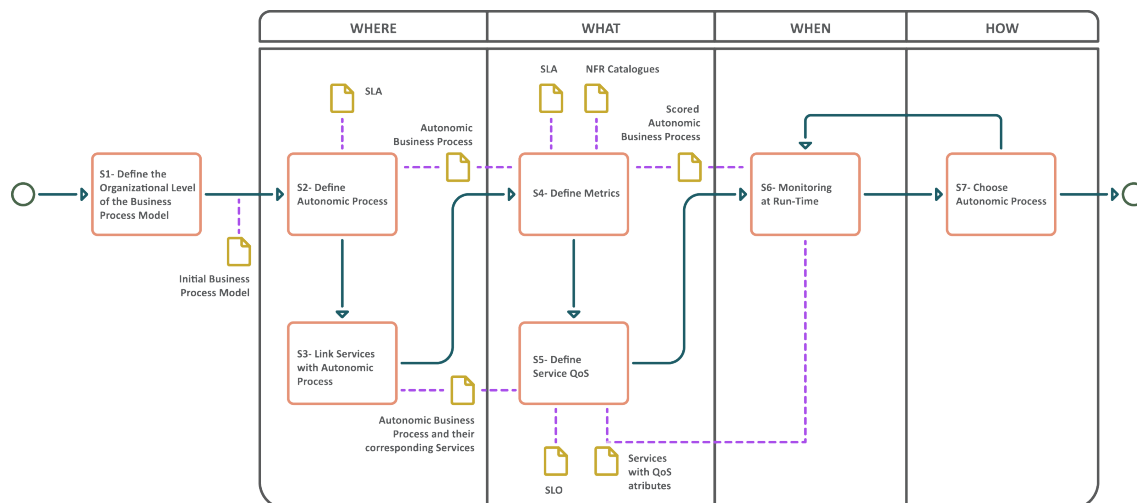 WHERE
WHAT
WHEN
HOW
SLA
SLA
NFR Catalogues
Autonomic
Business Process
Scored
Autonomic
Business Process
S1- Define the
Organizational Level
of the Business
Process Model
S2- Define
Autonomic Process
S4- Define Metrics
S6- Monitoring
at Run-Time
S7- Choose
Autonomic Process
Initial Business
Process Model
S3- Link Services
with Autonomic
Process
S5- Define
Service QoS
Autonomic Business
Process and their
corresponding Services
SLO
Services
with QoS
atributes